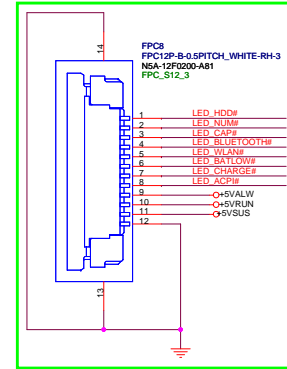 14
FPC8
FPC12P-B-0.5PITCH_WHITE-RH-3
N5A-12F0200-A81
FPC_S12_3
1 LED_HDD#
2 LED_NUM#
3 LED_CAP#
4 LED_BLUETOOTH#
5 LED_WLAN#
6 LED_BATLOW#
7 LED_CHARGE#
8 LED_ACPI#
9 +5VALW
10 +5VRUN
11 +5VSUS
12
13